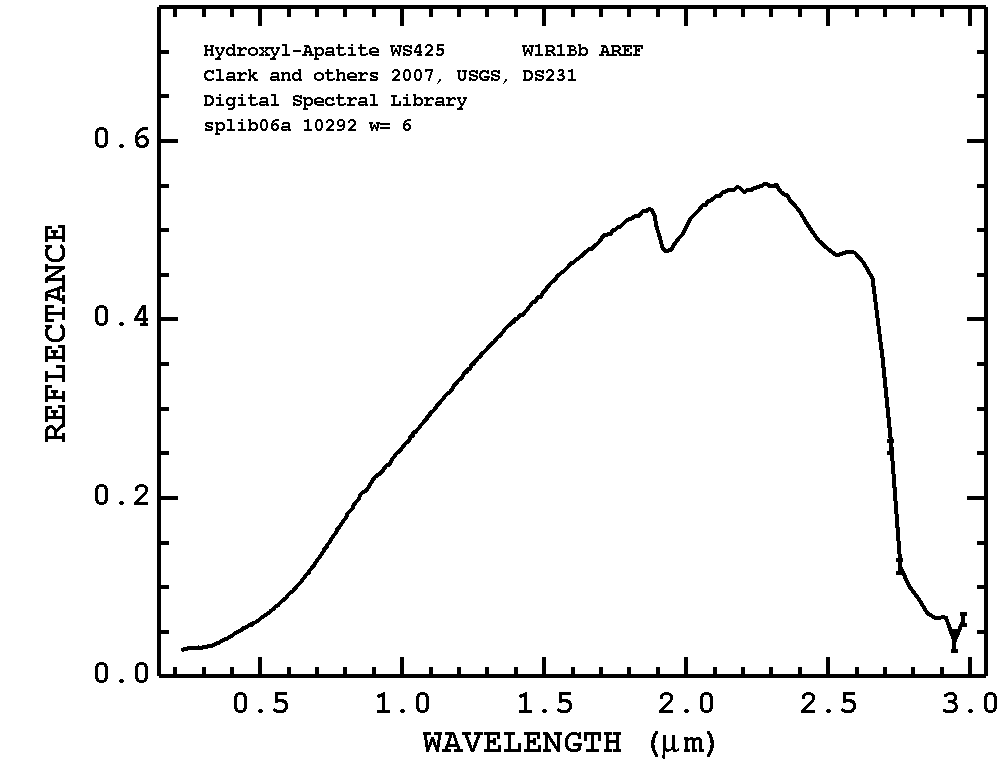 Hydroxyl-Apatite WS425 W1R1Bb AREF
Clark and others 2007, USGS, DS231
Digital Spectral Library
splib06a 10292 w= 6
REFLECTANCE
0.6
0.4
0.2
0.0
0.5 1.0 1.5 2.0 2.5 3.0
WAVELENGTH (μm)